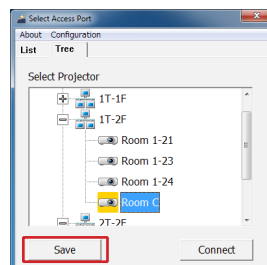 Select Access Port
About Configuration
List Tree
Select Projector
1T-1F
1T-2F
Room 1-21
Room 1-23
Room 1-24
Room C
2T-2F
Save Connect